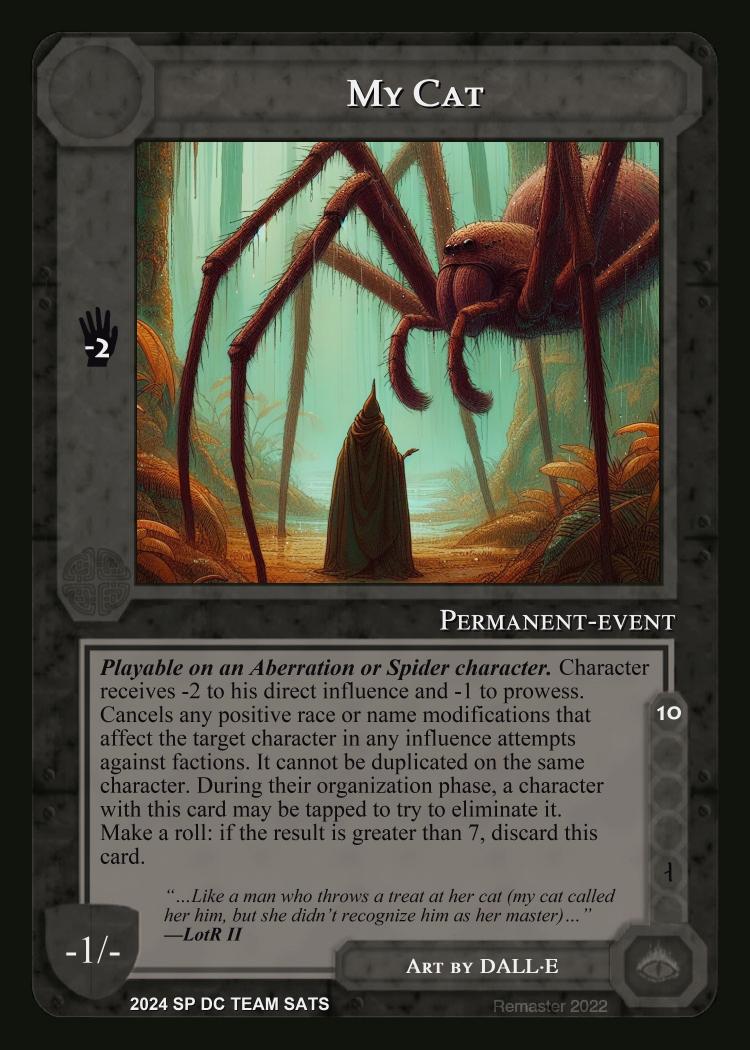 My Cat
-2
Permanent-event
Playable on an Aberration or Spider character. Character
receives -2 to his direct influence and -1 to prowess.
Cancels any positive race or name modifications that
affect the target character in any influence attempts
against factions. It cannot be duplicated on the same
character. During their organization phase, a character
with this card may be tapped to try to eliminate it.
Make a roll: if the result is greater than 7, discard this
card.
10
“…Like a man who throws a treat at her cat (my cat called
her him, but she didn’t recognize him as her master)…”
—LotR II
-1/-
Art by DALL·E
2024 SP DC TEAM SATS
Remaster 2022